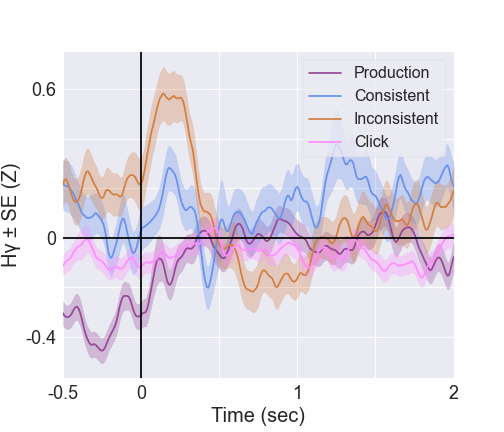 Production
Consistent
Inconsistent
Click
Hγ ± SE (Z)
0.6
0
-0.4
-0.5
0
1
2
Time (sec)